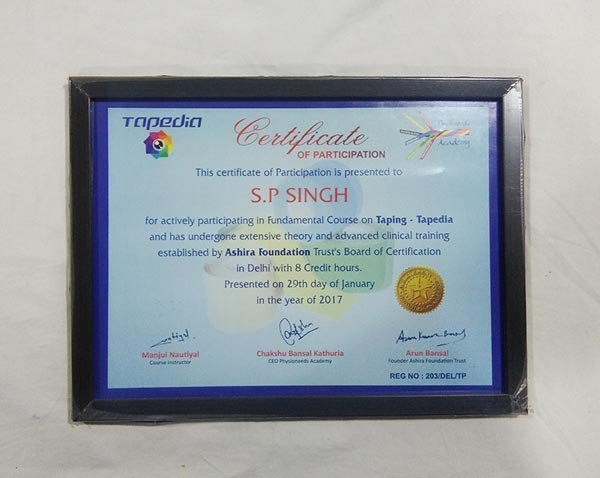 TAPEDIA
Physioneeds
Academy
Certificate
OF PARTICIPATION
This certificate of Participation is presented to
S.P SINGH
for actively participating in Fundamental Course on Taping - Tapedia
and has undergone extensive theory and advanced clinical training
established by Ashira Foundation Trust's Board of Certification
in Delhi with 8 Credit hours.
Presented on 29th day of January
in the year of 2017
Manjui Nautiyal
Course Instructor
Chakshu Bansal Kathuria
CEO Physioneeds Academy
Arun Bansal
Founder Ashira Foundation Trust
REG NO : 203/DEL/TP